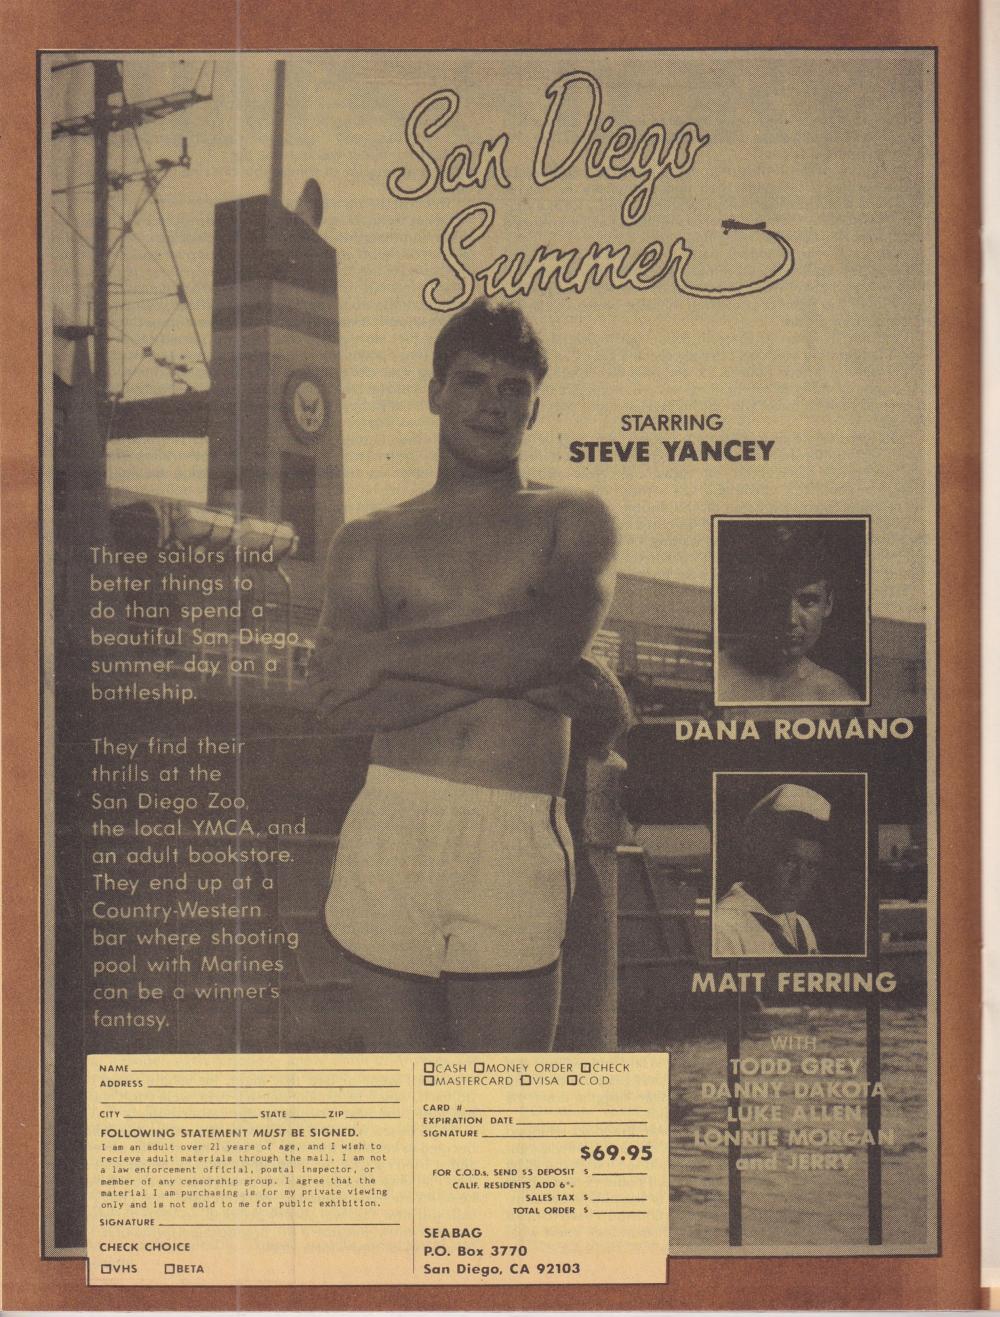 San Diego
Summer
STARRING
STEVE YANCEY
Three sailors find
better things to
do than spend a
beautiful San Diego
summer day on a
battleship.
They find their
thrills at the
San Diego Zoo,
the local YMCA, and
an adult bookstore.
They end up at a
Country-Western
bar where shooting
pool with Marines
can be a winner's
fantasy.
DANA ROMANO
MATT FERRING
WITH
TODD GREY
DANNY DAKOTA
LUKE ALLEN
LONNIE MORGAN
and JERRY
NAME
ADDRESS
CITY STATE ZIP
FOLLOWING STATEMENT MUST BE SIGNED.
I am an adult over 21 years of age, and I wish to
recieve adult materials through the mail. I am not
a law enforcement official, postal inspector, or
member of any censorship group. I agree that the
material I am purchasing is for my private viewing
only and is not sold to me for public exhibition.
SIGNATURE
CHECK CHOICE
VHS BETA
CASH MONEY ORDER CHECK
MASTERCARD VISA C.O.D.
CARD #
EXPIRATION DATE
SIGNATURE
$69.95
FOR C.O.D.s, SEND $5 DEPOSIT $
CALIF. RESIDENTS ADD 6%
SALES TAX $
TOTAL ORDER $
SEABAG
P.O. Box 3770
San Diego, CA 92103